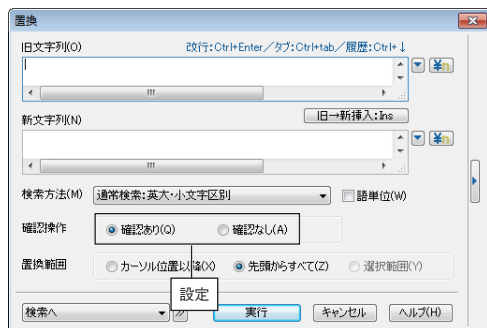 置換
旧文字列(O) 改行:Ctrl+Enter/タブ:Ctrl+tab/履歴:Ctrl+↓
¥n
新文字列(N) 旧→新挿入:Ins
¥n
検索方法(M) 通常検索:英大・小文字区別 語単位(W)
確認操作 確認あり(Q) 確認なし(A)
置換範囲 カーソル位置以降(X) 先頭からすべて(Z) 選択範囲(Y)
設定
検索へ 実行 キャンセル ヘルプ(H)